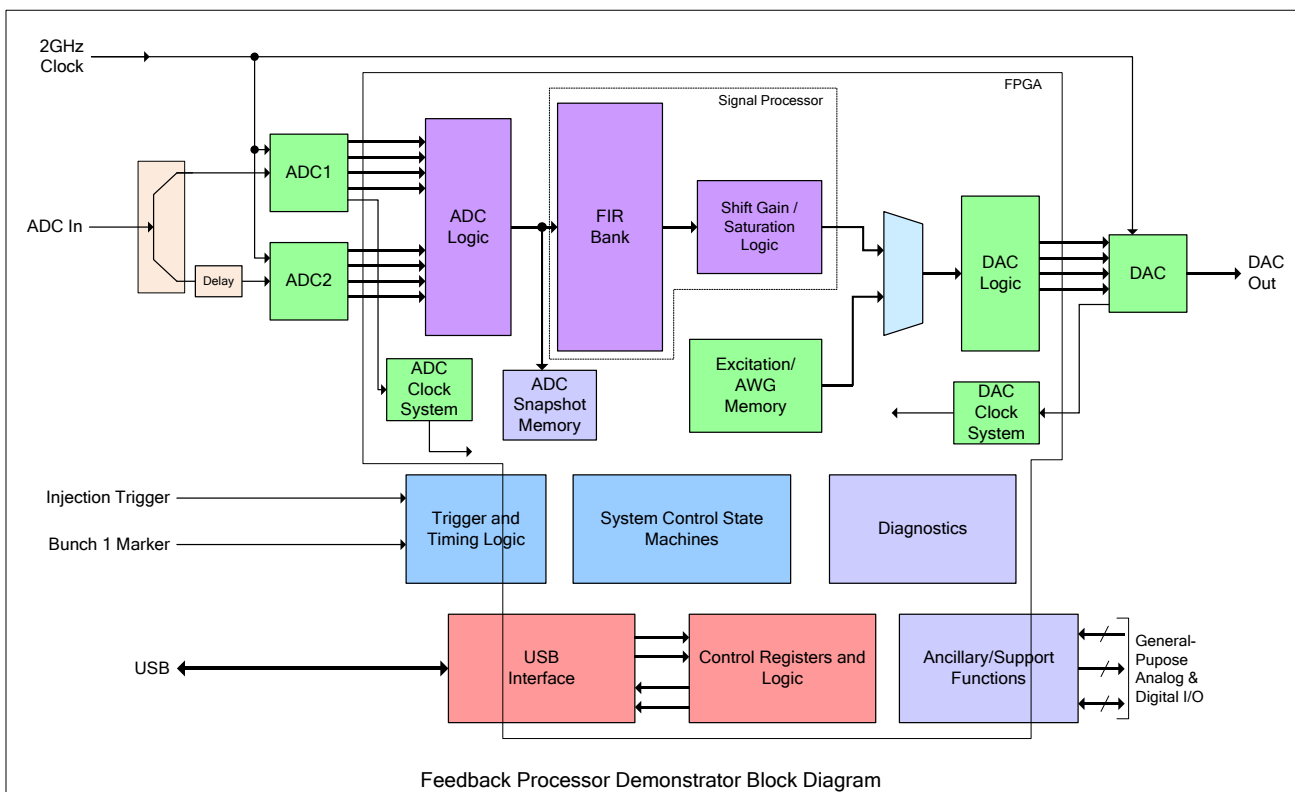 2GHz
Clock
FPGA
Signal Processor
ADC1
ADC
Logic
FIR
Bank
Shift Gain /
Saturation
Logic
ADC In
Delay
ADC2
DAC
Logic
DAC
DAC
Out
ADC
Clock
System
ADC
Snapshot
Memory
Excitation/
AWG
Memory
DAC
Clock
System
Injection Trigger
Bunch 1 Marker
Trigger and
Timing Logic
System Control State
Machines
Diagnostics
USB
USB
Interface
Control Registers and
Logic
Ancillary/Support
Functions
General-
Pupose
Analog &
Digital I/O
Feedback Processor Demonstrator Block Diagram